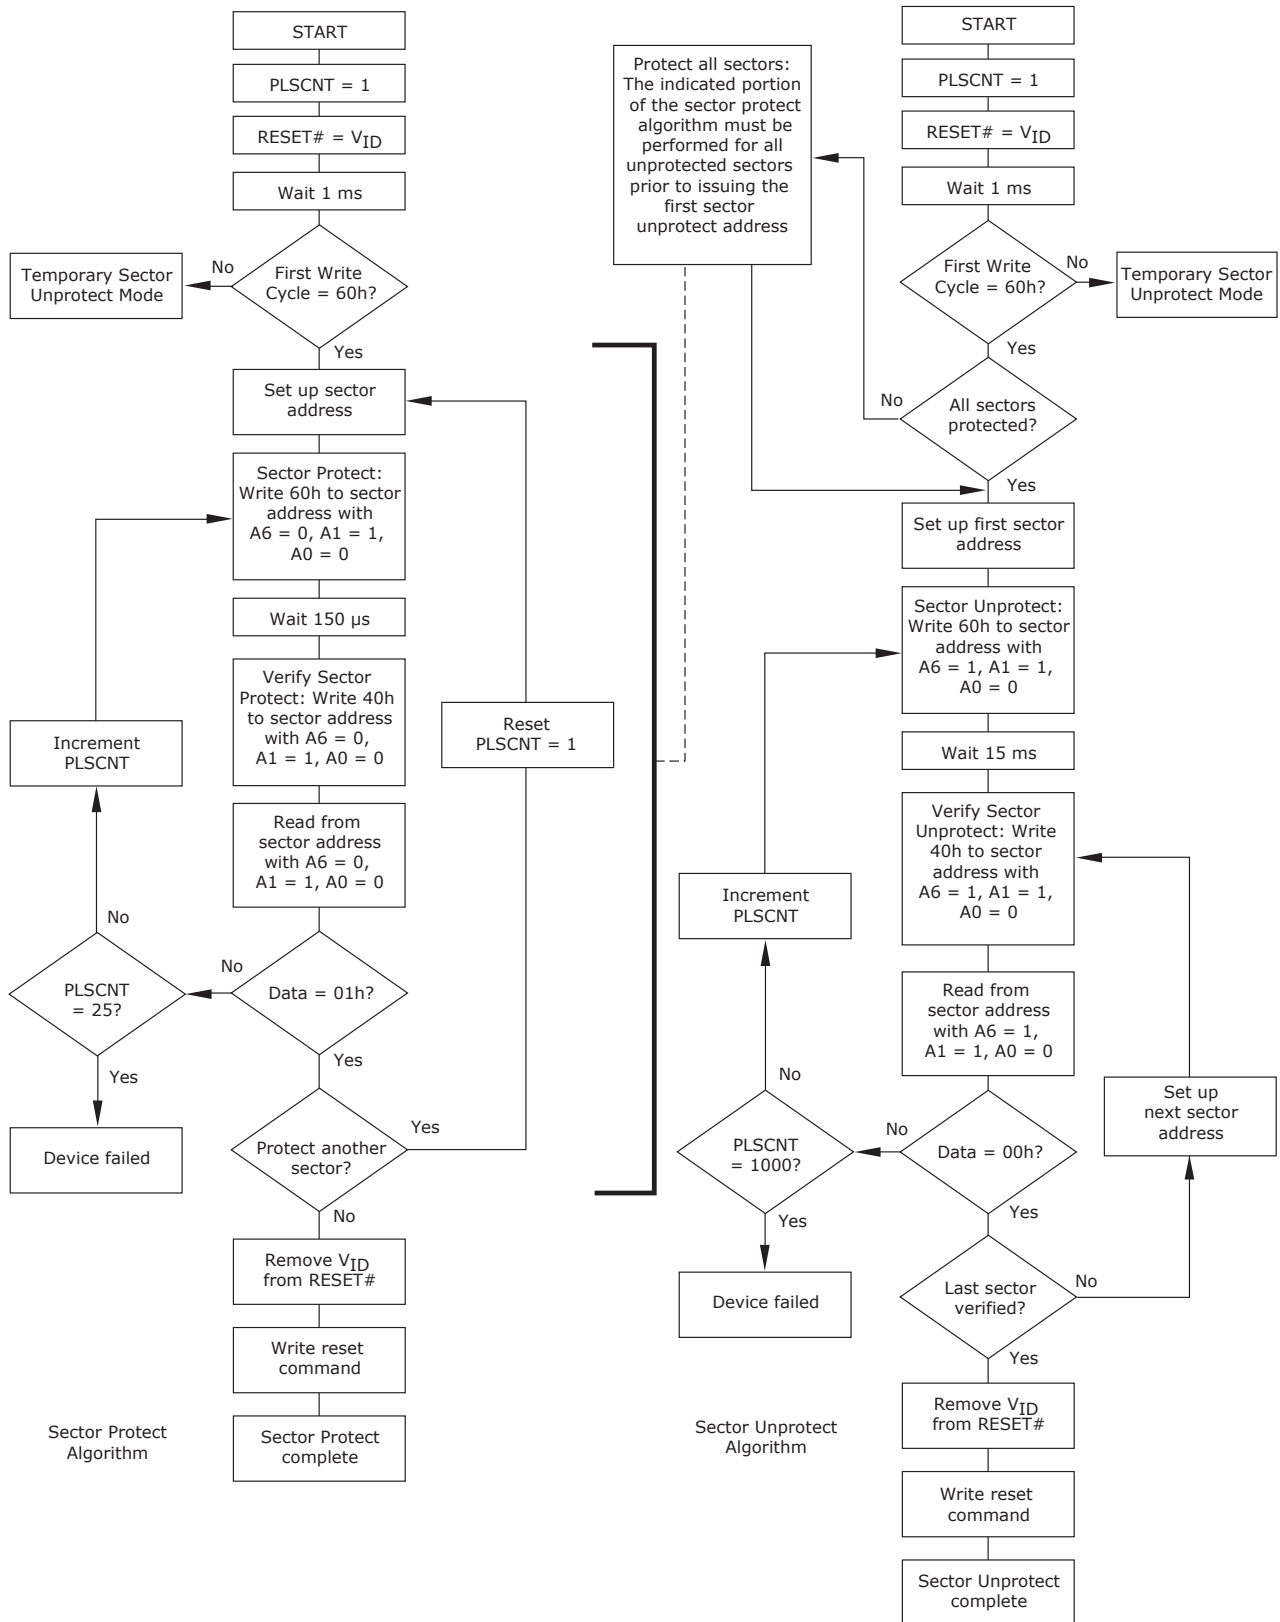 START
PLSCNT = 1
RESET# = VID
Wait 1 ms
First Write
Cycle = 60h?
No
Temporary Sector
Unprotect Mode
Yes
Set up sector
address
Sector Protect:
Write 60h to sector
address with
A6 = 0, A1 = 1,
A0 = 0
Wait 150 µs
Verify Sector
Protect: Write 40h
to sector address
with A6 = 0,
A1 = 1, A0 = 0
Reset
PLSCNT = 1
Increment
PLSCNT
Read from
sector address
with A6 = 0,
A1 = 1, A0 = 0
No
No
PLSCNT
= 25?
Data = 01h?
Yes
Yes
Device failed
Protect another
sector?
Yes
No
Remove VID
from RESET#
Write reset
command
Sector Protect
complete
Sector Protect
Algorithm
Protect all sectors:
The indicated portion
of the sector protect
algorithm must be
performed for all
unprotected sectors
prior to issuing the
first sector
unprotect address
START
PLSCNT = 1
RESET# = VID
Wait 1 ms
First Write
Cycle = 60h?
No
Temporary Sector
Unprotect Mode
Yes
No
All sectors
protected?
Yes
Set up first sector
address
Sector Unprotect:
Write 60h to sector
address with
A6 = 1, A1 = 1,
A0 = 0
Wait 15 ms
Verify Sector
Unprotect: Write
40h to sector
address with
A6 = 1, A1 = 1,
A0 = 0
Increment
PLSCNT
Read from
sector address
with A6 = 1,
A1 = 1, A0 = 0
No
No
PLSCNT
= 1000?
Data = 00h?
Set up
next sector
address
Yes
Yes
Device failed
Last sector
verified?
No
Yes
Remove VID
from RESET#
Write reset
command
Sector Unprotect
complete
Sector Unprotect
Algorithm